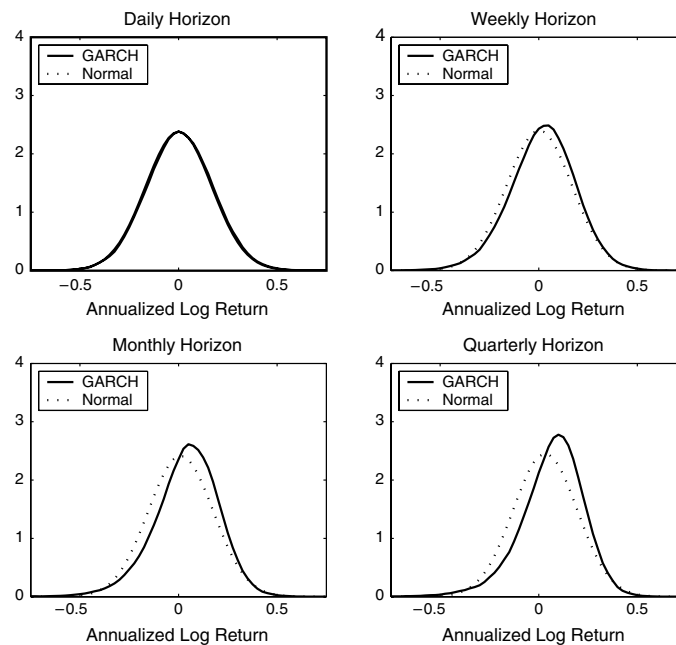 Daily Horizon
4
3
2
1
0
GARCH
Normal
−0.5
0
0.5
Annualized Log Return
Weekly Horizon
4
3
2
1
0
GARCH
Normal
−0.5
0
0.5
Annualized Log Return
Monthly Horizon
4
3
2
1
0
GARCH
Normal
−0.5
0
0.5
Annualized Log Return
Quarterly Horizon
4
3
2
1
0
GARCH
Normal
−0.5
0
0.5
Annualized Log Return